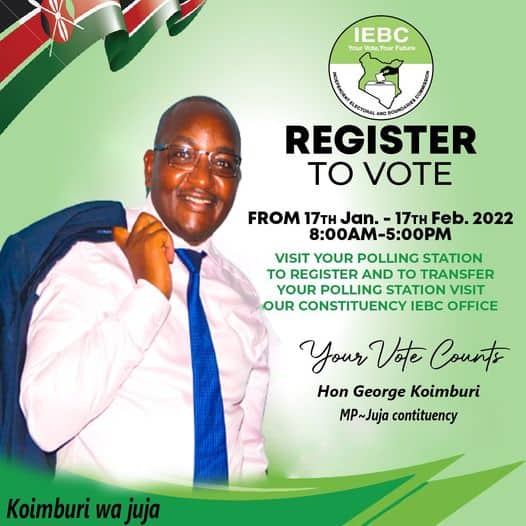 IEBC
Your Vote, Your Future
INDEPENDENT ELECTORAL AND BOUNDARIES COMMISSION
REGISTER
TO VOTE
FROM 17TH Jan. - 17TH Feb. 2022
8:00AM-5:00PM
VISIT YOUR POLLING STATION
TO REGISTER AND TO TRANSFER
YOUR POLLING STATION VISIT
OUR CONSTITUENCY IEBC OFFICE
Your Vote Counts
Hon George Koimburi
MP~Juja contituency
Koimburi wa juja